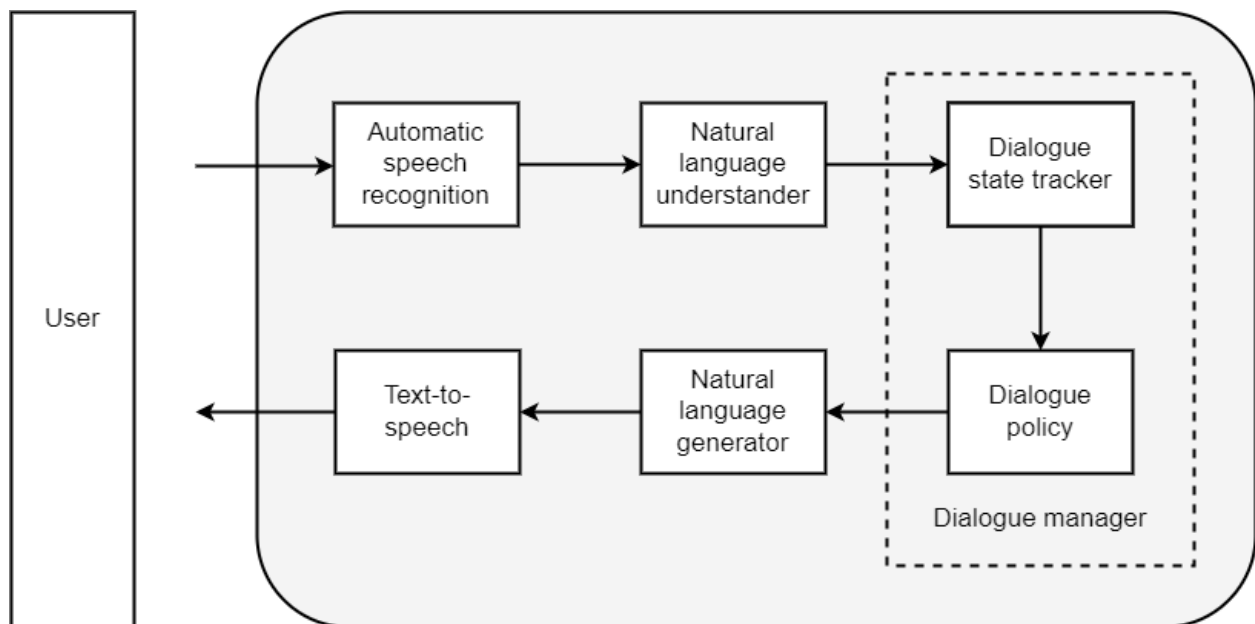 User
Automatic
speech
recognition
Natural
language
understander
Dialogue
state tracker
Text-to-
speech
Natural
language
generator
Dialogue
policy
Dialogue manager